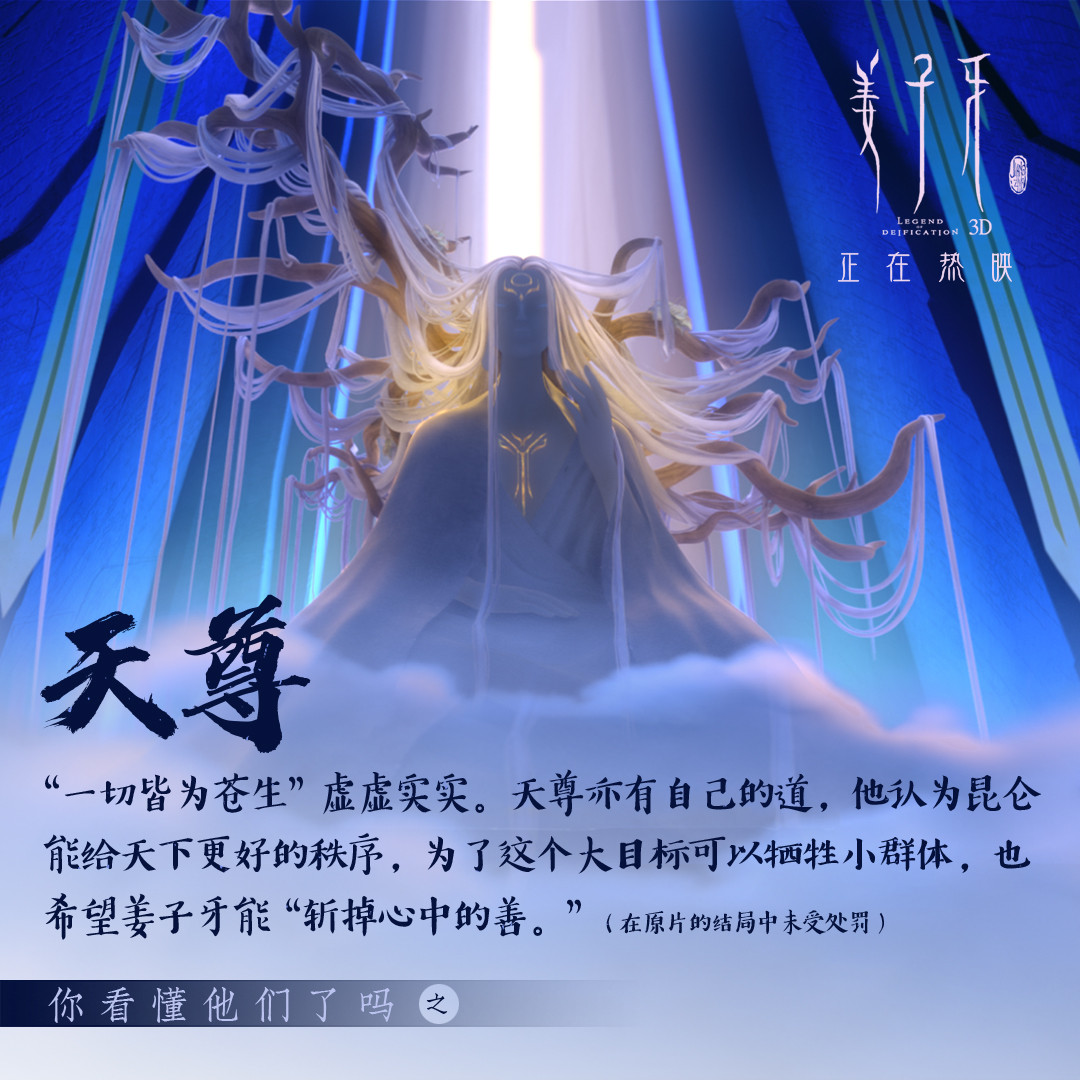 姜子牙
LEGEND
OF
DEIFICATION 3D
正在热映
天尊
“一切皆为苍生”虚虚实实。天尊亦有自己的道，他认为昆仑
能给天下更好的秩序，为了这个大目标可以牺牲小群体，也
希望姜子牙能“斩掉心中的善。”（在原片的结局中未受处罚）
你看懂他们了吗 之